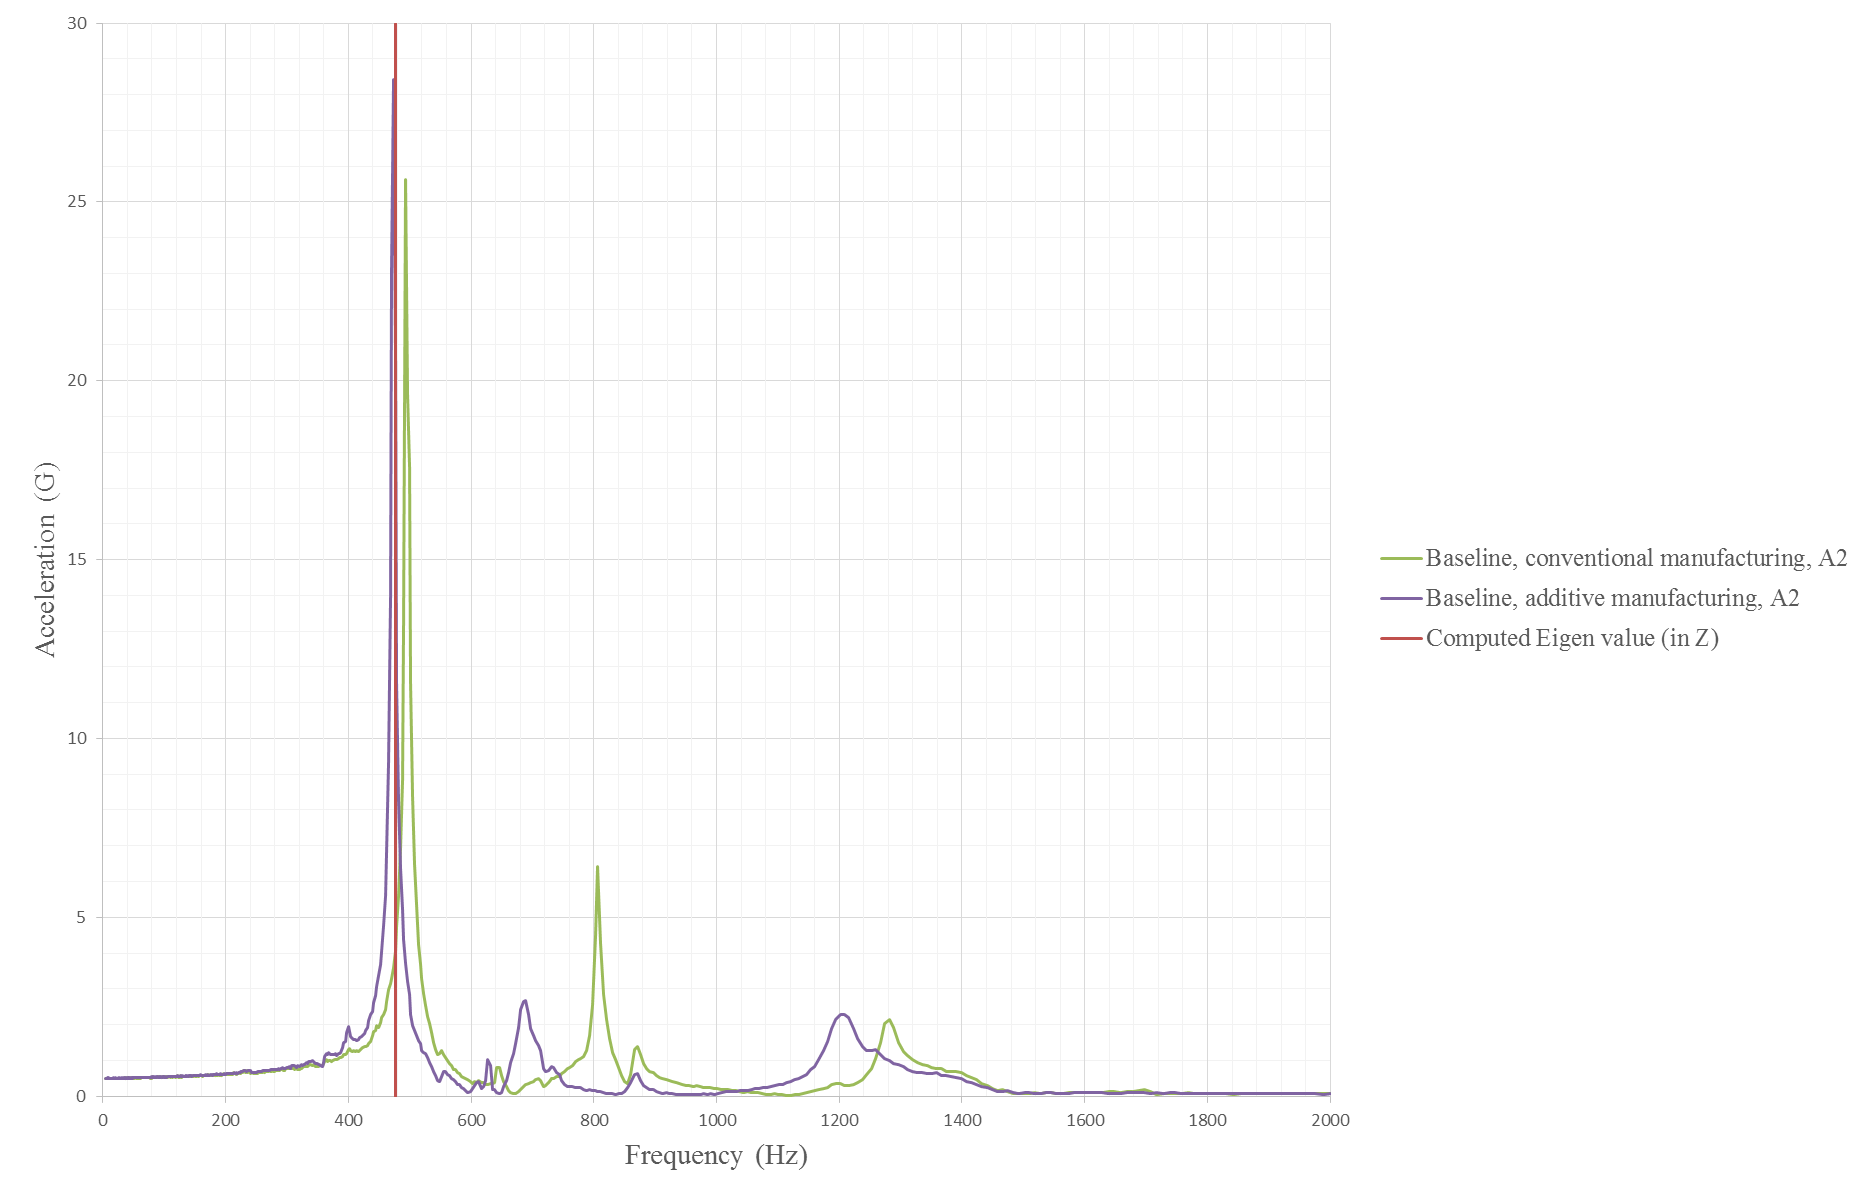 30
25
20
15
10
5
0
Acceleration (G)
0 200 400 600 800 1000 1200 1400 1600 1800 2000
Frequency (Hz)
Baseline, conventional manufacturing, A2
Baseline, additive manufacturing, A2
Computed Eigen value (in Z)